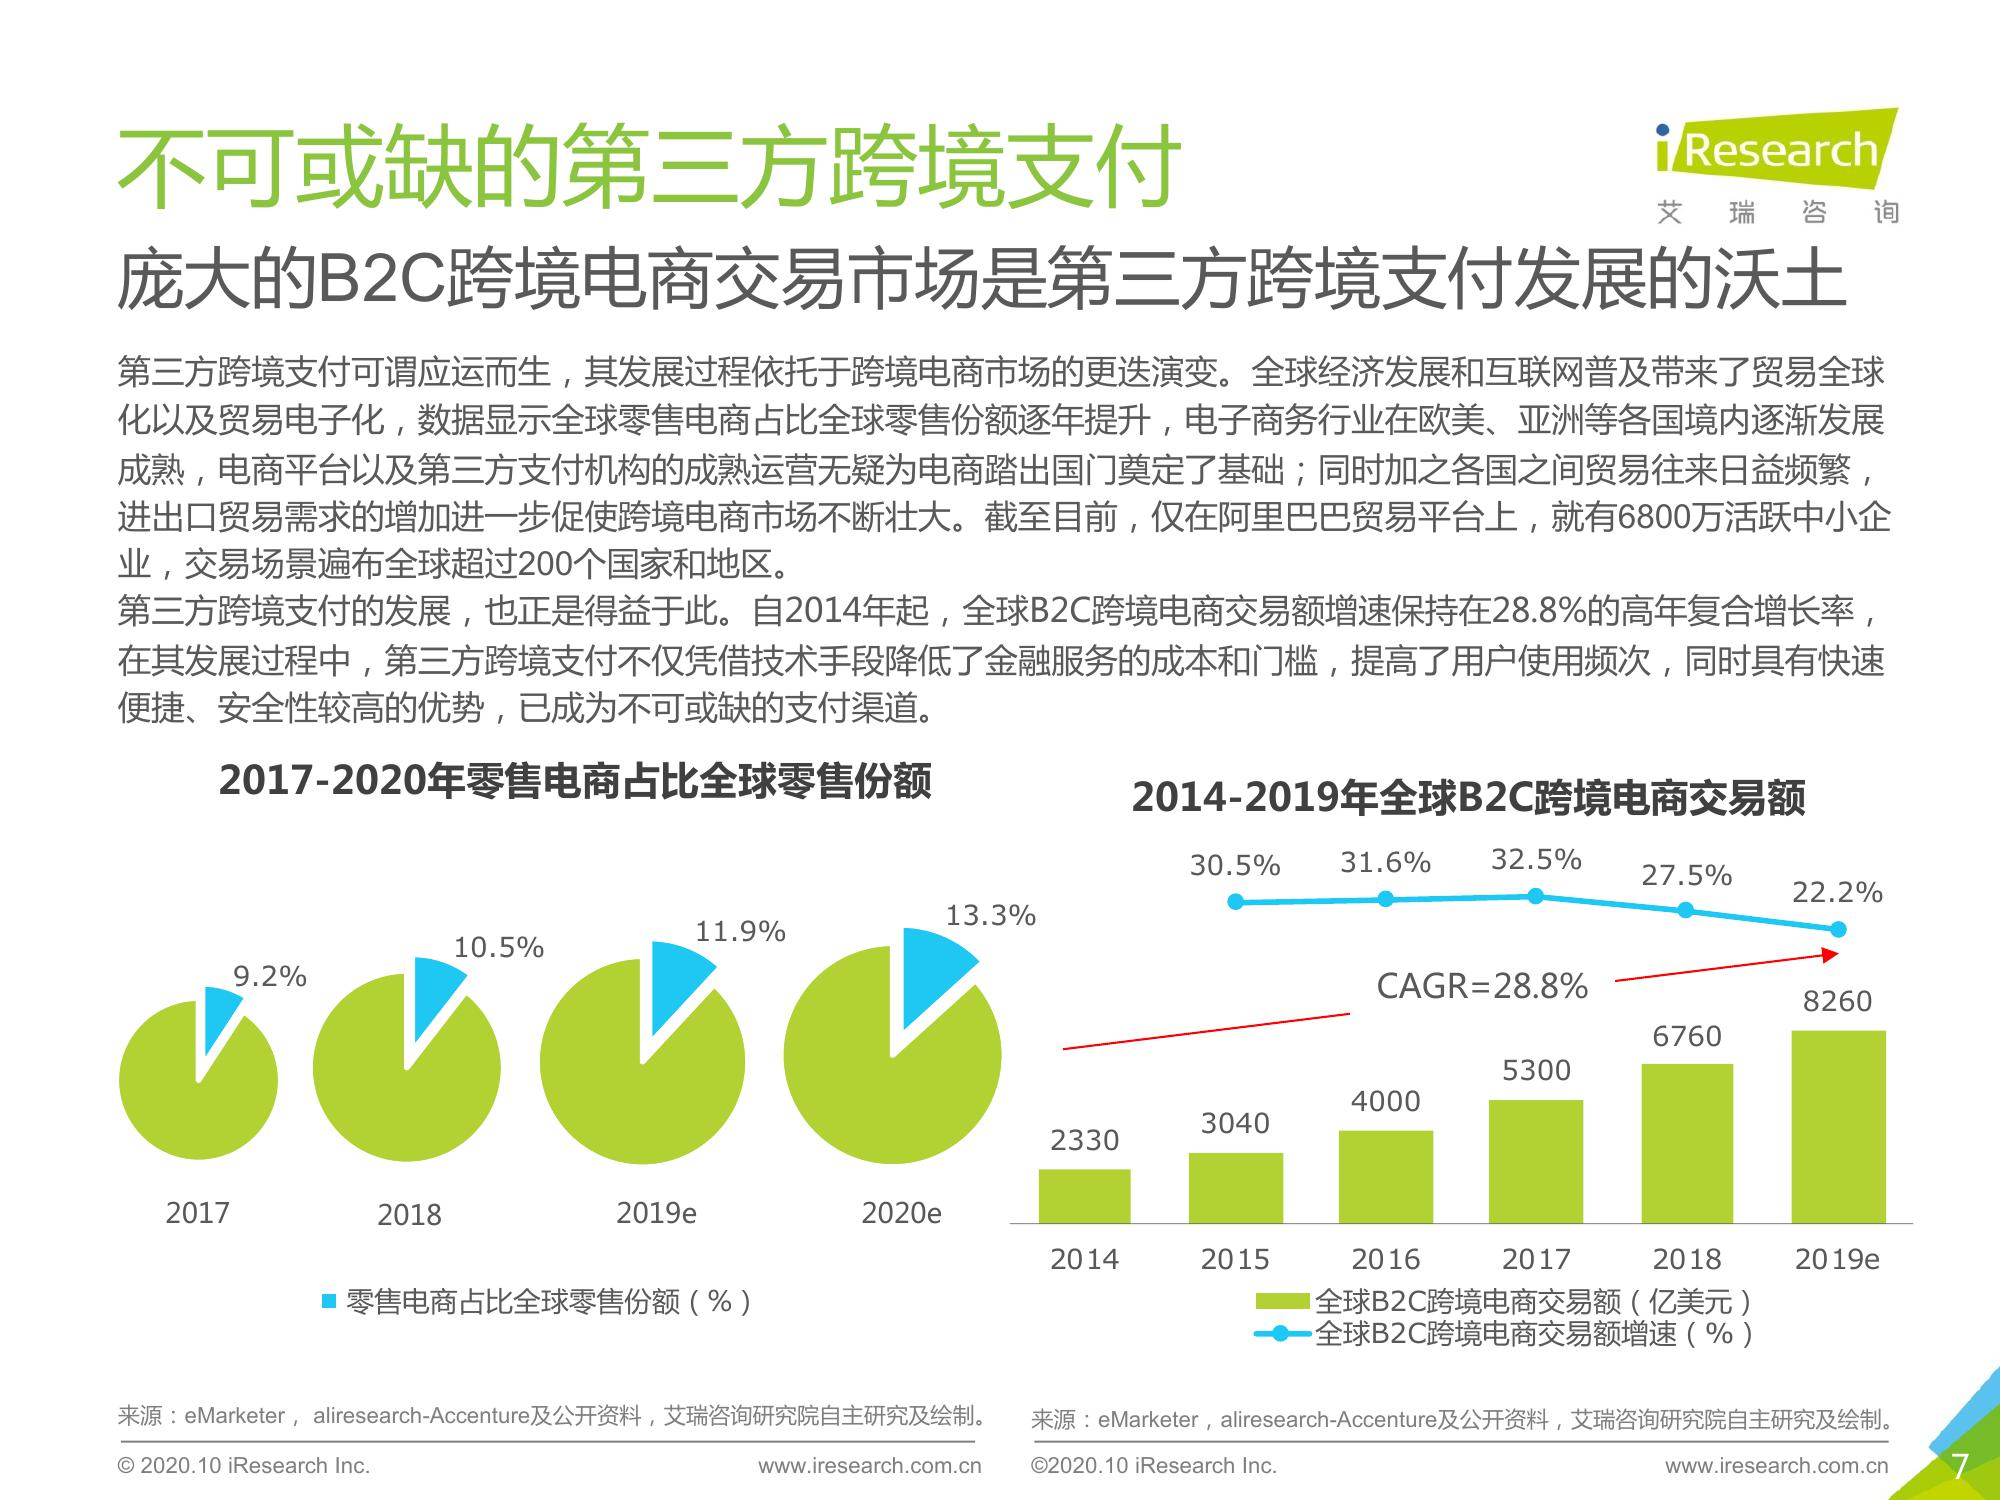 不可或缺的第三方跨境支付
iResearch
艾瑞咨询
庞大的B2C跨境电商交易市场是第三方跨境支付发展的沃土
第三方跨境支付可谓应运而生，其发展过程依托于跨境电商市场的更迭演变。全球经济发展和互联网普及带来了贸易全球
化以及贸易电子化，数据显示全球零售电商占比全球零售份额逐年提升，电子商务行业在欧美、亚洲等各国境内逐渐发展
成熟，电商平台以及第三方支付机构的成熟运营无疑为电商踏出国门奠定了基础；同时加之各国之间贸易往来日益频繁，
进出口贸易需求的增加进一步促使跨境电商市场不断壮大。截至目前，仅在阿里巴巴贸易平台上，就有6800万活跃中小企
业，交易场景遍布全球超过200个国家和地区。
第三方跨境支付的发展，也正是得益于此。自2014年起，全球B2C跨境电商交易额增速保持在28.8%的高年复合增长率，
在其发展过程中，第三方跨境支付不仅凭借技术手段降低了金融服务的成本和门槛，提高了用户使用频次，同时具有快速
便捷、安全性较高的优势，已成为不可或缺的支付渠道。
2017-2020年零售电商占比全球零售份额
9.2%
10.5%
11.9%
13.3%
2017
2018
2019e
2020e
零售电商占比全球零售份额（%）
2014-2019年全球B2C跨境电商交易额
30.5%
31.6%
32.5%
27.5%
22.2%
CAGR=28.8%
2330
3040
4000
5300
6760
8260
2014
2015
2016
2017
2018
2019e
全球B2C跨境电商交易额（亿美元）
全球B2C跨境电商交易额增速（%）
来源：eMarketer， aliresearch-Accenture及公开资料，艾瑞咨询研究院自主研究及绘制。
来源：eMarketer，aliresearch-Accenture及公开资料，艾瑞咨询研究院自主研究及绘制。
© 2020.10 iResearch Inc.
www.iresearch.com.cn
©2020.10 iResearch Inc.
www.iresearch.com.cn
7